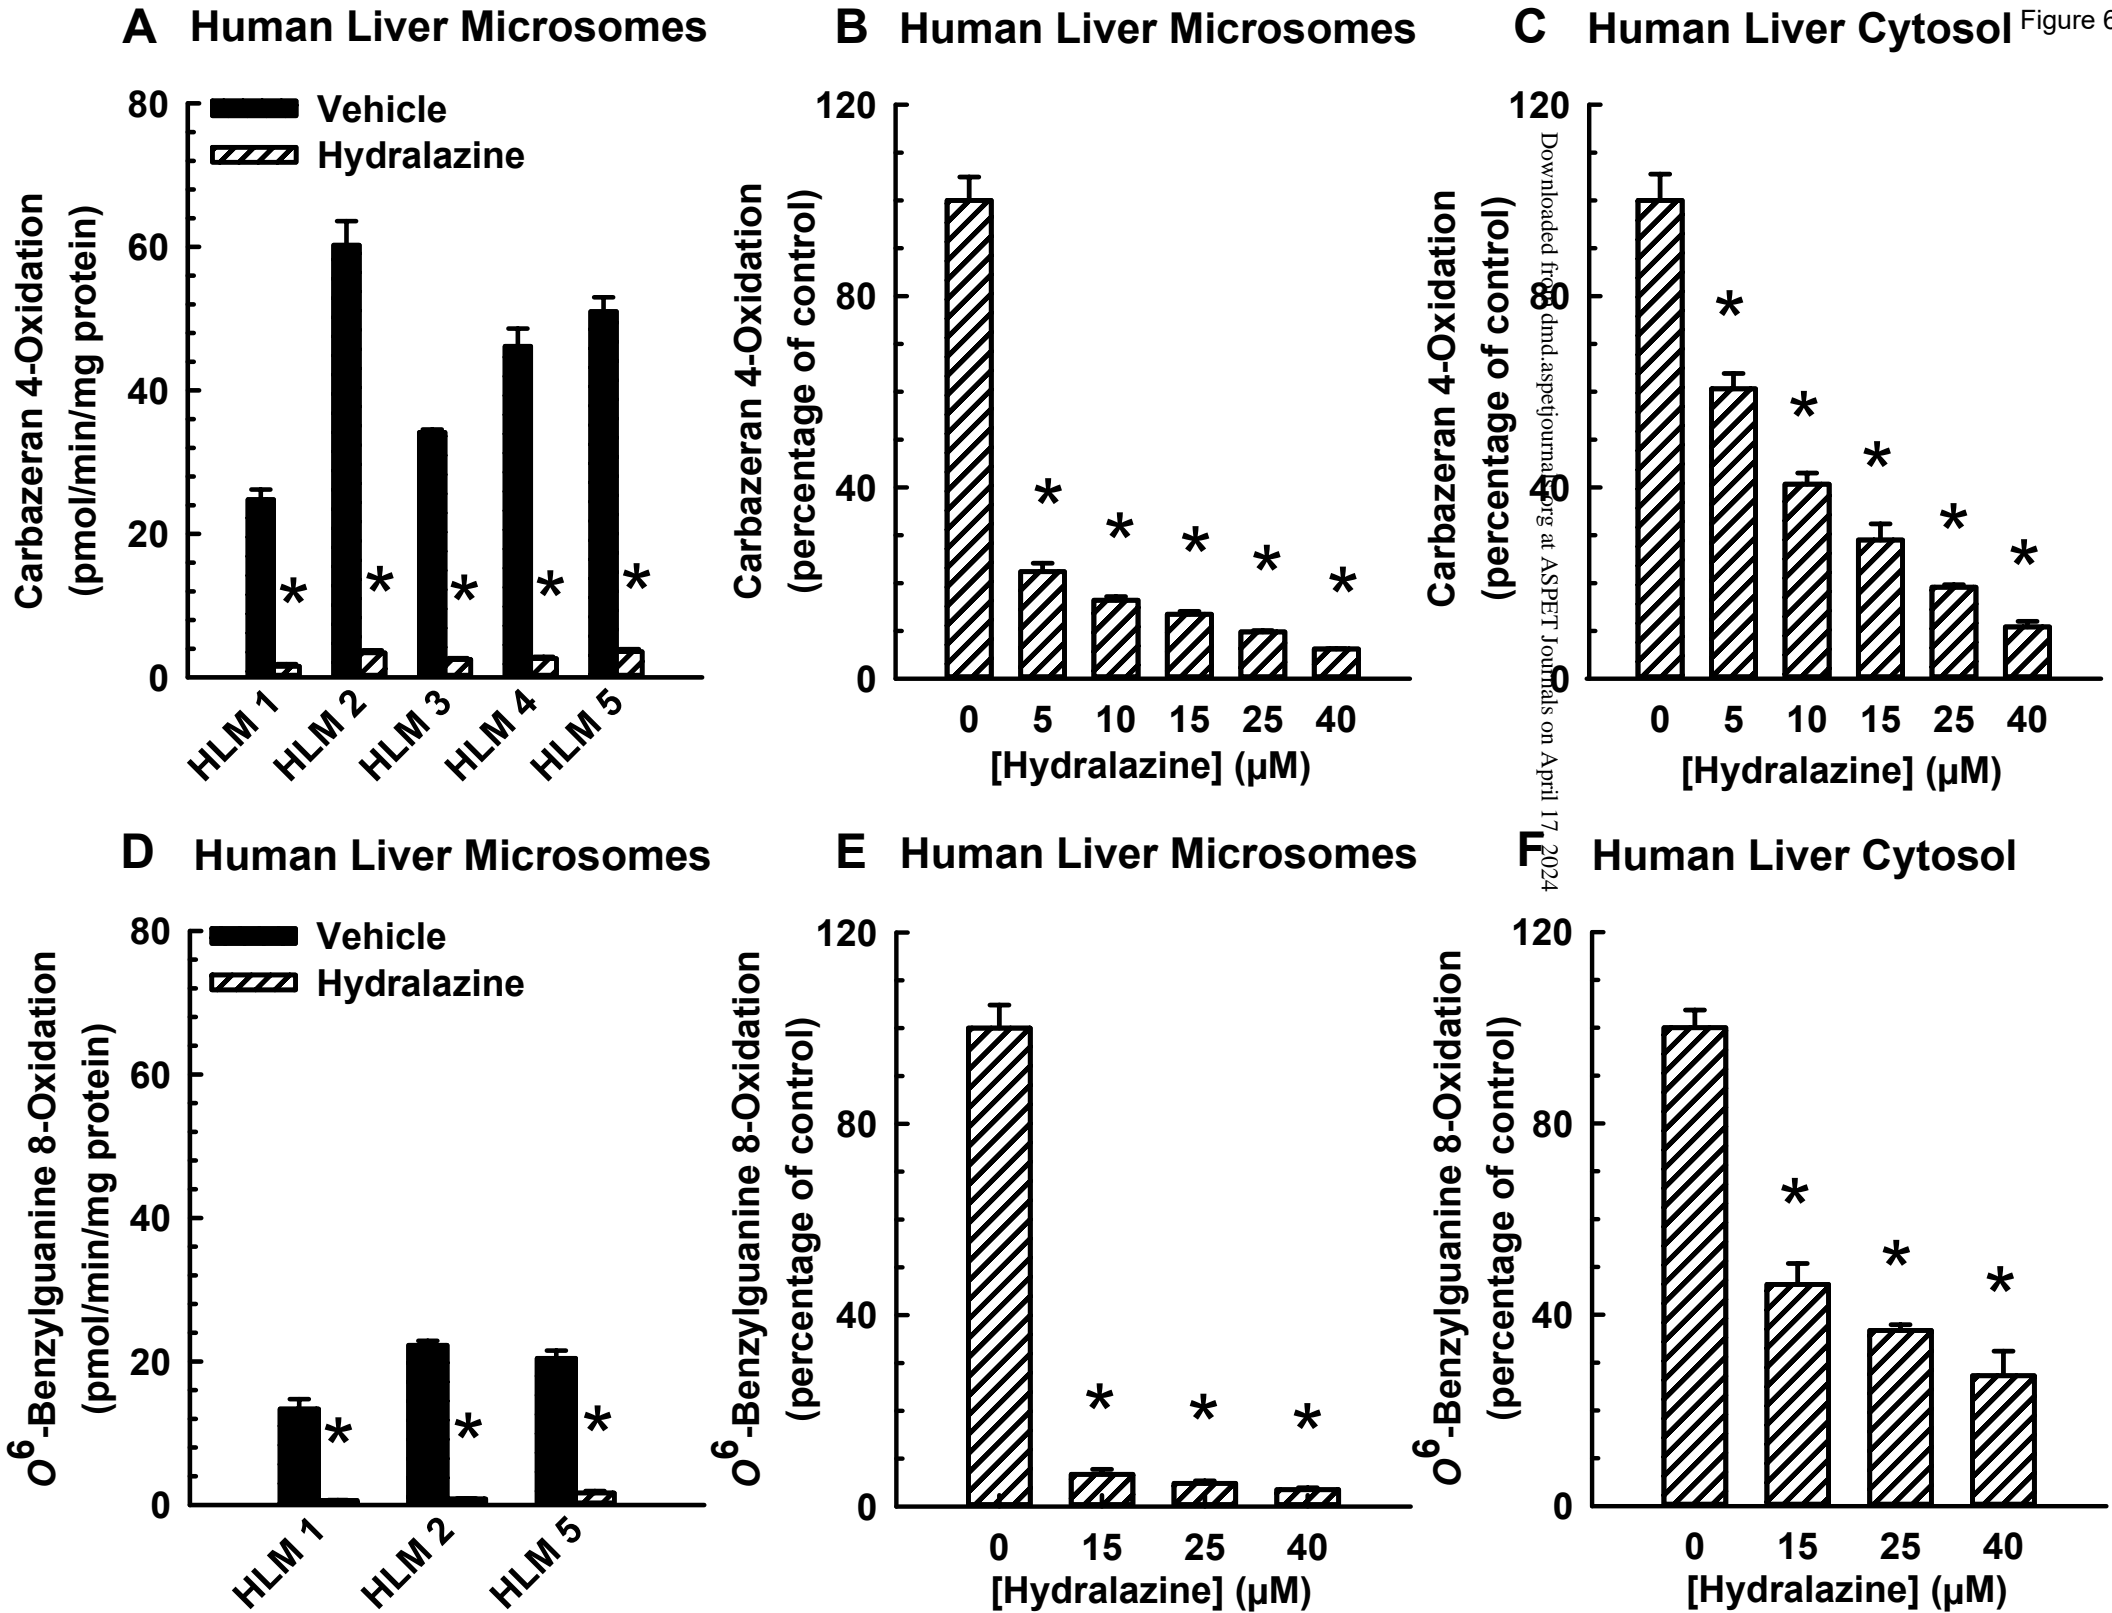 A Human Liver Microsomes
80
60
40
20
0
Carbazeran 4-Oxidation
(pmol/min/mg protein)
Vehicle
Hydralazine
*
*
*
*
*
HLM 1
HLM 2
HLM 3
HLM 4
HLM 5
B Human Liver Microsomes
120
80
40
0
Carbazeran 4-Oxidation
(percentage of control)
*
*
*
*
*
0 5 10 15 25 40
[Hydralazine] (µM)
C Human Liver Cytosol
Figure 6
120
80
40
0
Carbazeran 4-Oxidation
(percentage of control)
*
*
*
*
*
0 5 10 15 25 40
[Hydralazine] (µM)
Downloaded from dmd.aspetjournals.org at ASPET Journals on April 17, 2024
D Human Liver Microsomes
80
60
40
20
0
O6-Benzylguanine 8-Oxidation
(pmol/min/mg protein)
Vehicle
Hydralazine
*
*
*
HLM 1
HLM 2
HLM 5
E Human Liver Microsomes
120
80
40
0
O6-Benzylguanine 8-Oxidation
(percentage of control)
*
*
*
0 15 25 40
[Hydralazine] (µM)
F Human Liver Cytosol
120
80
40
0
O6-Benzylguanine 8-Oxidation
(percentage of control)
*
*
*
0 15 25 40
[Hydralazine] (µM)